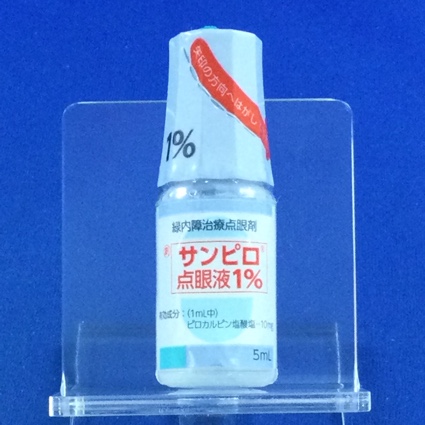 矢印の方向へはがし
1%
緑内障治療点眼剤
サンピロ®
点眼液1%
有効成分：(1mL中)
ピロカルピン塩酸塩…10mg
5mL